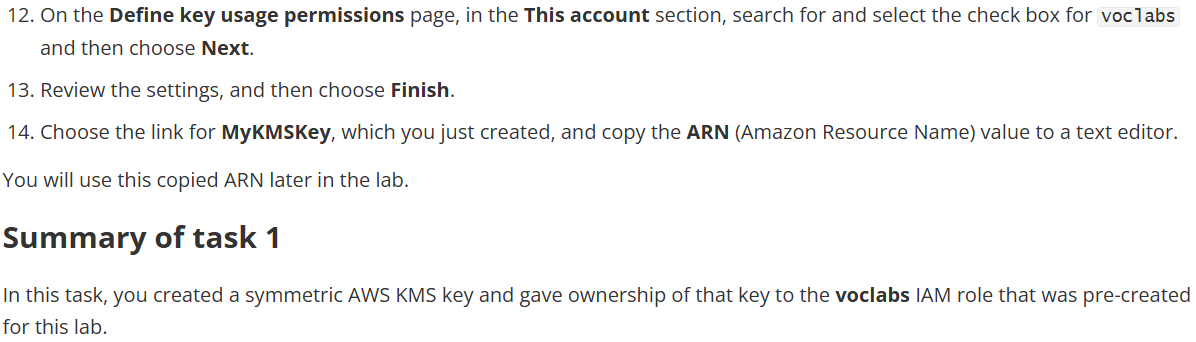 12. On the Define key usage permissions page, in the This account section, search for and select the check box for voclabs
and then choose Next.
13. Review the settings, and then choose Finish.
14. Choose the link for MyKMSKey, which you just created, and copy the ARN (Amazon Resource Name) value to a text editor.
You will use this copied ARN later in the lab.
Summary of task 1
In this task, you created a symmetric AWS KMS key and gave ownership of that key to the voclabs IAM role that was pre-created
for this lab.